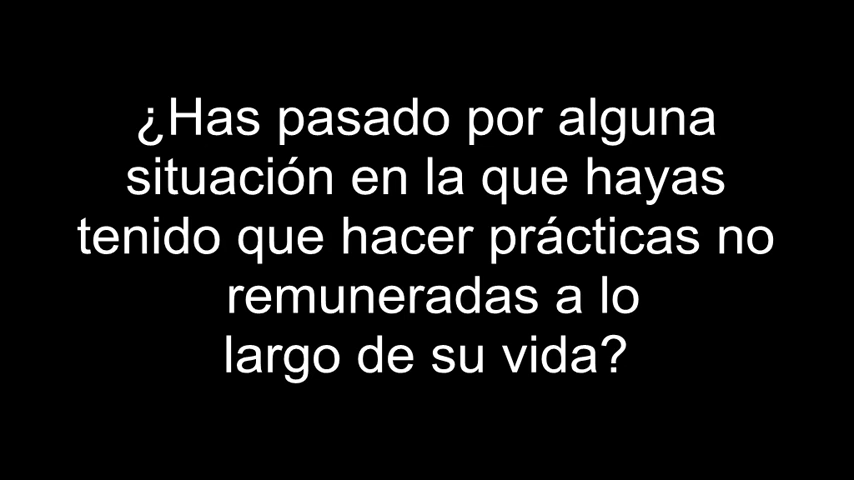 ¿Has pasado por alguna
situación en la que hayas
tenido que hacer prácticas no
remuneradas a lo
largo de su vida?